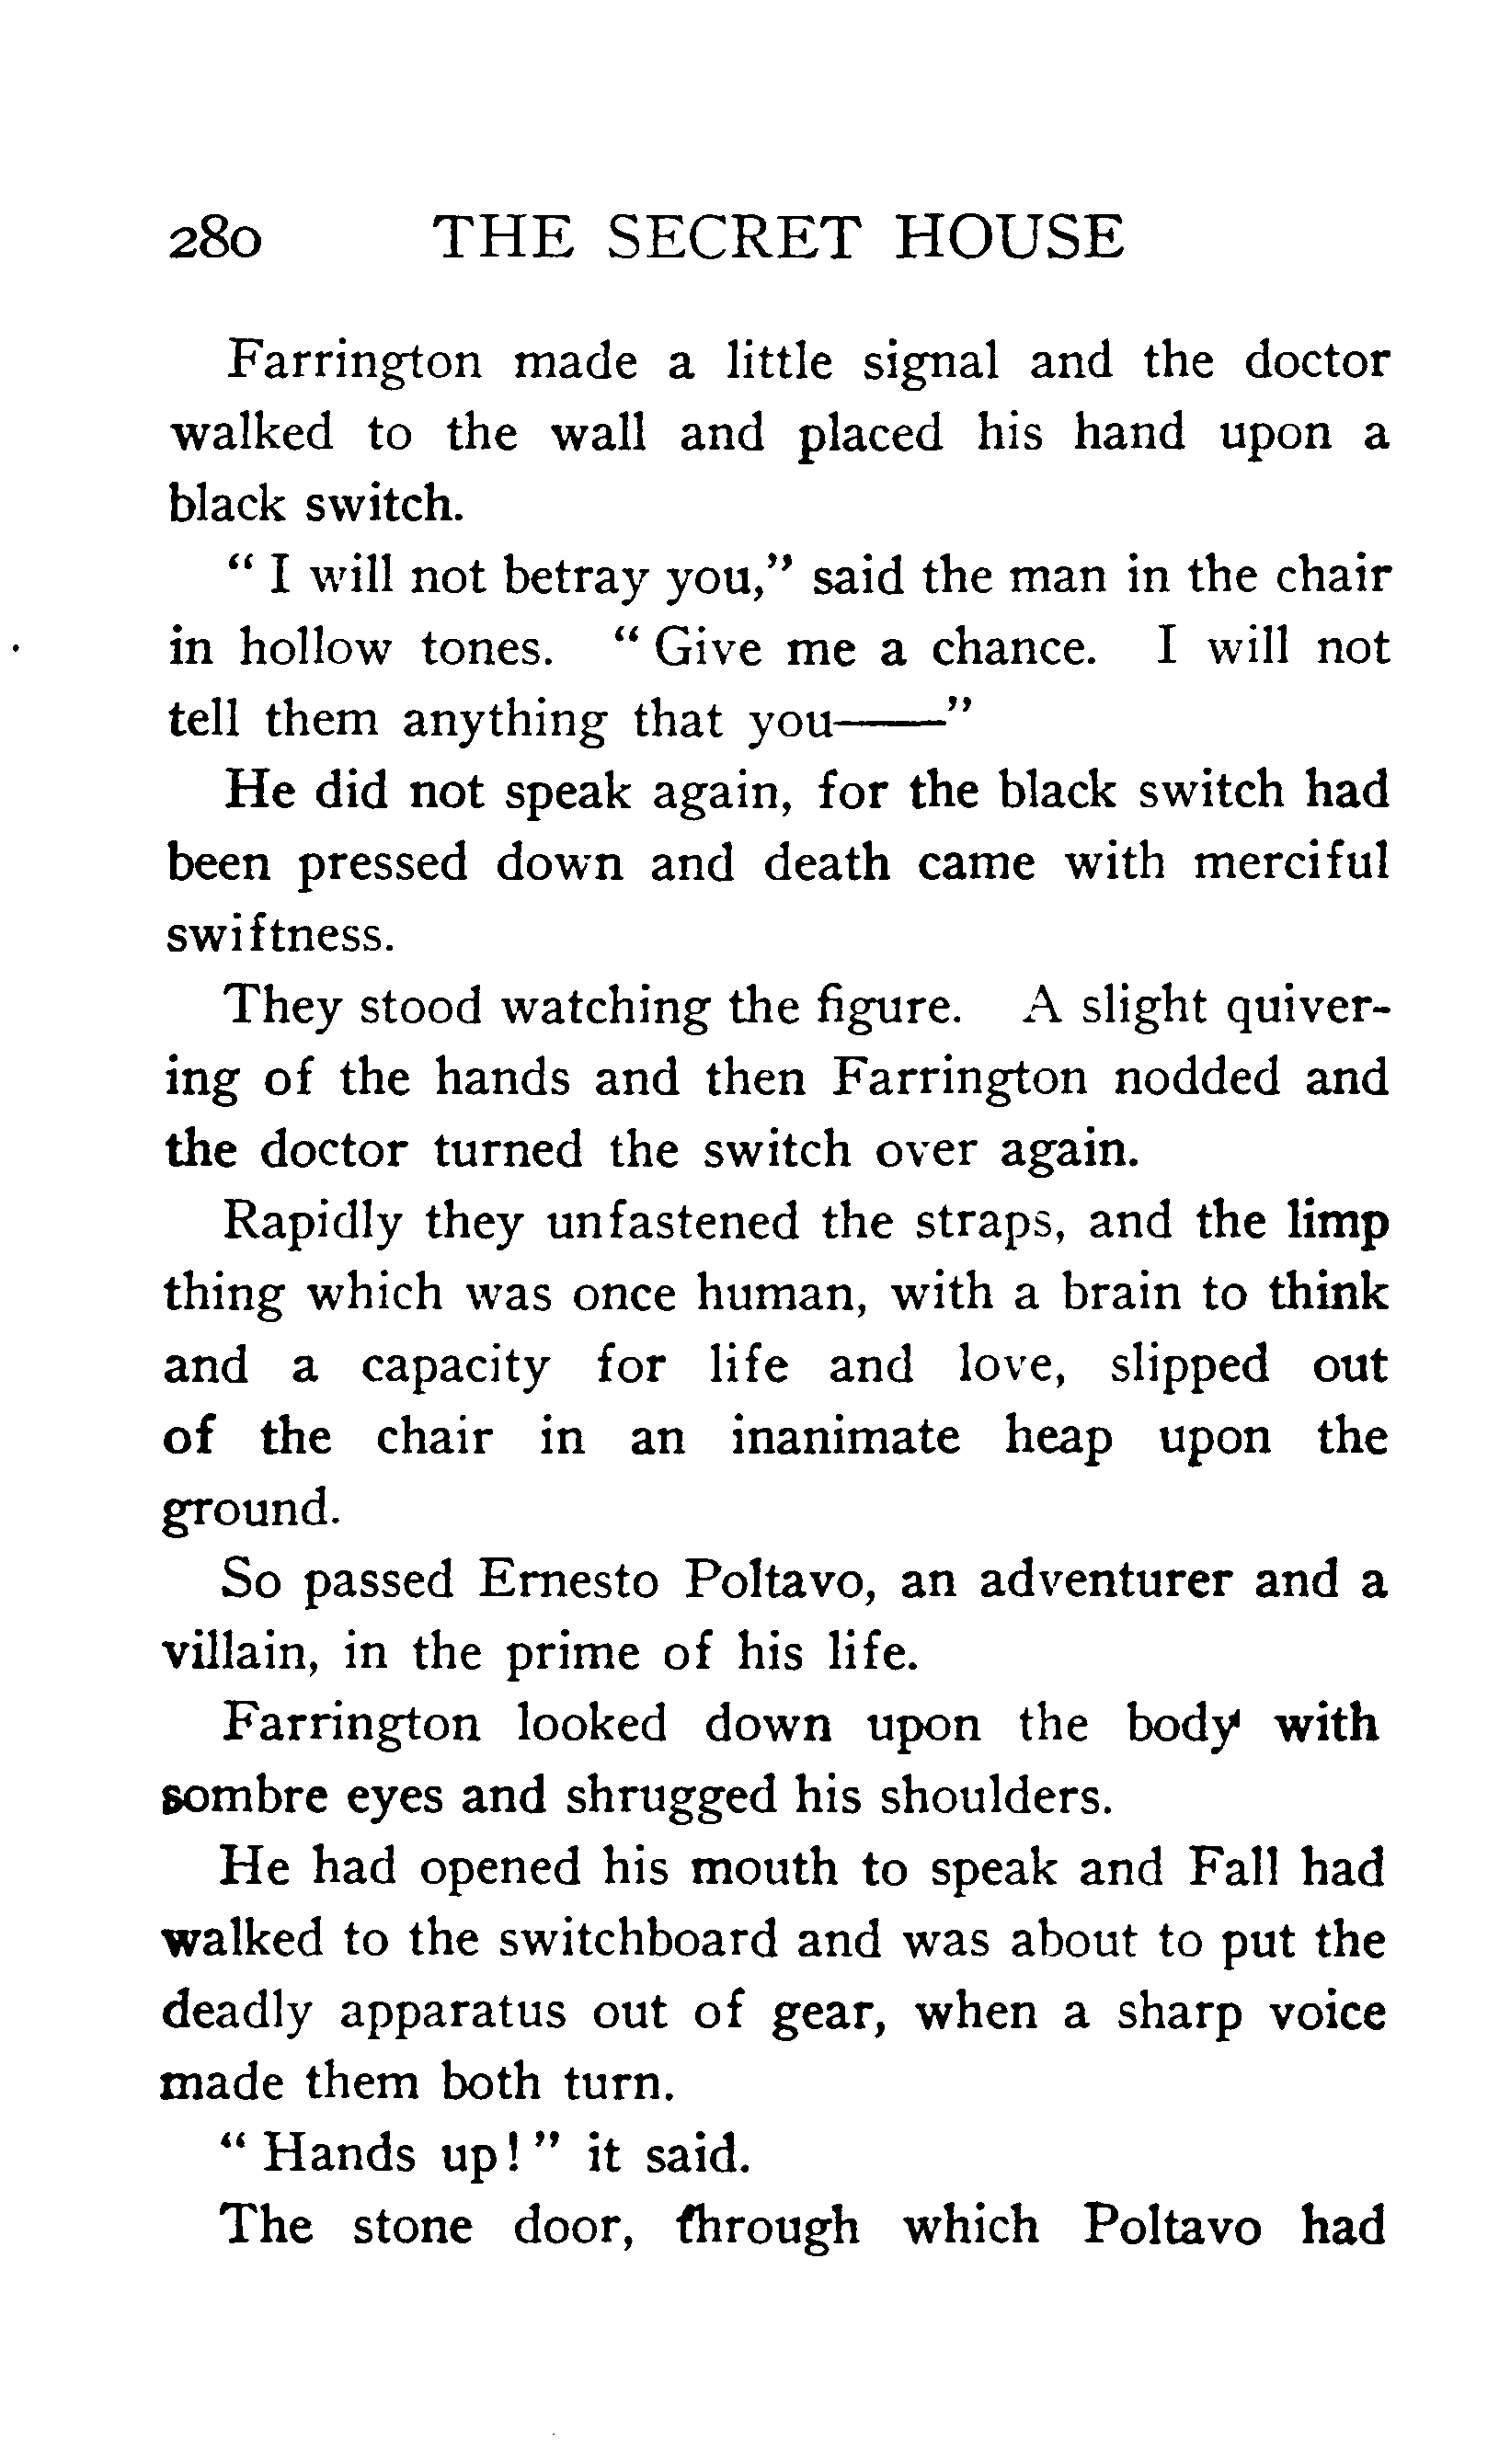 280 THE SECRET HOUSE
Farrington made a little signal and the doctor
walked to the wall and placed his hand upon a
black switch.
" I will not betray you," said the man in the chair
in hollow tones. " Give me a chance. I will not
tell them anything that you——"
He did not speak again, for the black switch had
been pressed down and death came with merciful
swiftness.
They stood watching the figure. A slight quiver-
ing of the hands and then Farrington nodded and
the doctor turned the switch over again.
Rapidly they unfastened the straps, and the limp
thing which was once human, with a brain to think
and a capacity for life and love, slipped out
of the chair in an inanimate heap upon the
ground.
So passed Ernesto Poltavo, an adventurer and a
villain, in the prime of his life.
Farrington looked down upon the body with
sombre eyes and shrugged his shoulders.
He had opened his mouth to speak and Fall had
walked to the switchboard and was about to put the
deadly apparatus out of gear, when a sharp voice
made them both turn.
" Hands up! " it said.
The stone door, through which Poltavo had